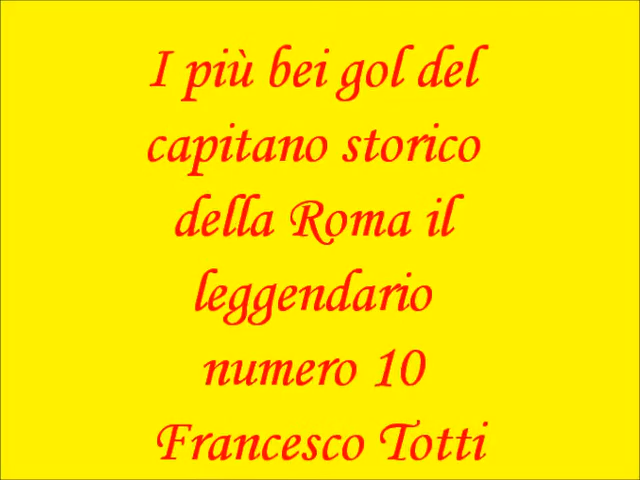 I più bei gol del
capitano storico
della Roma il
leggendario
numero 10
Francesco Totti